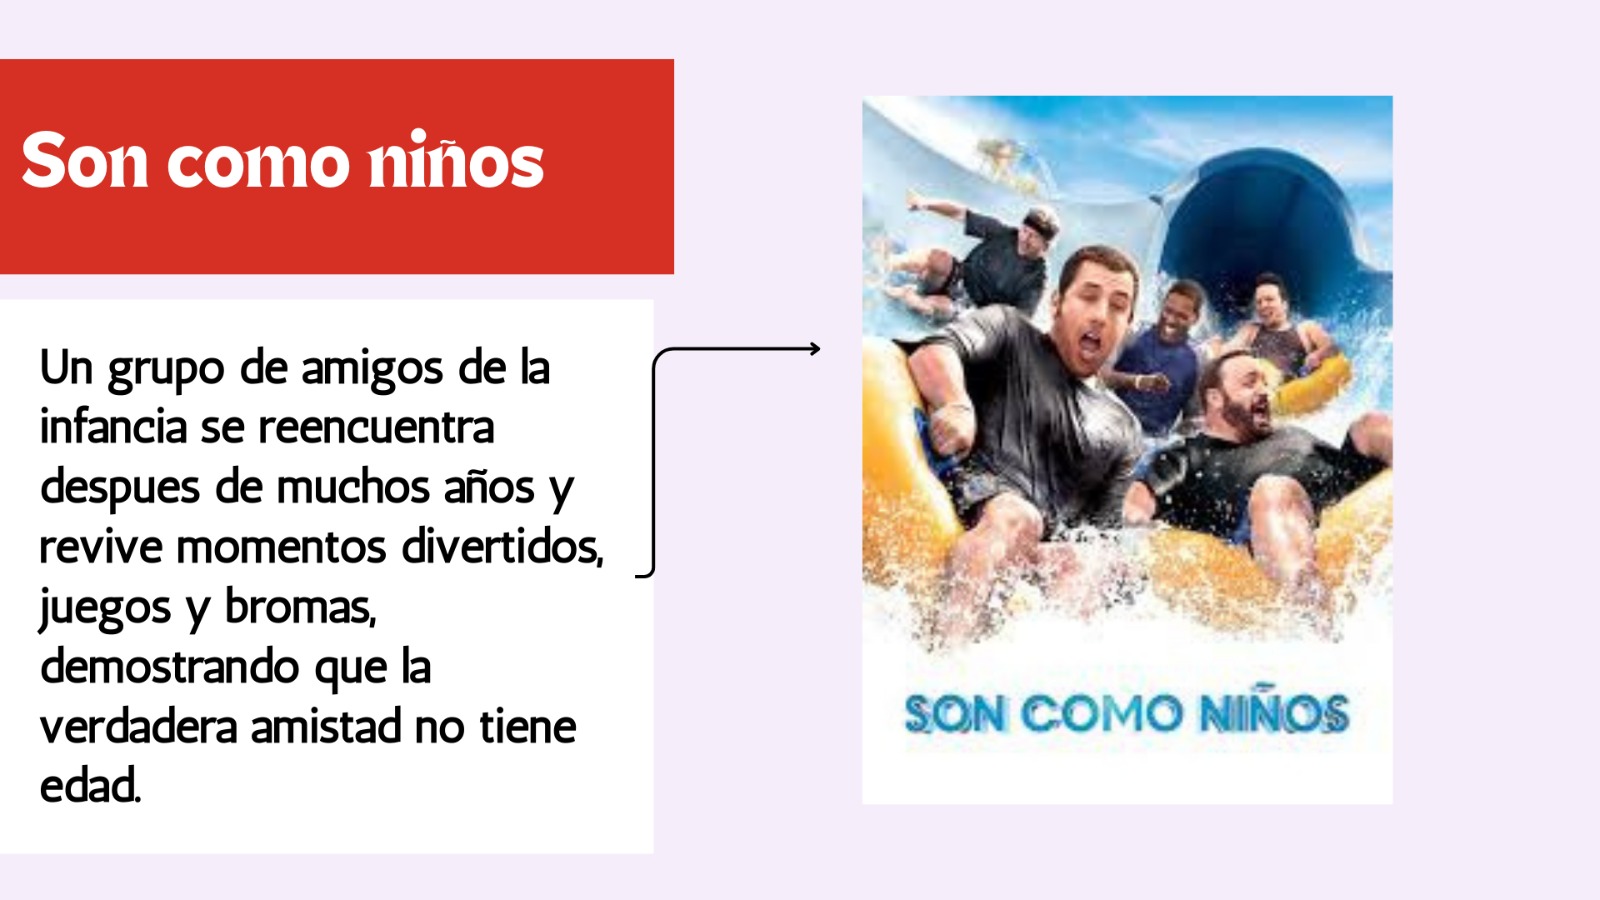 Son como niños
Un grupo de amigos de la
infancia se reencuentra
despues de muchos años y
revive momentos divertidos,
juegos y bromas,
demostrando que la
verdadera amistad no tiene
edad.
SON COMO NIÑOS